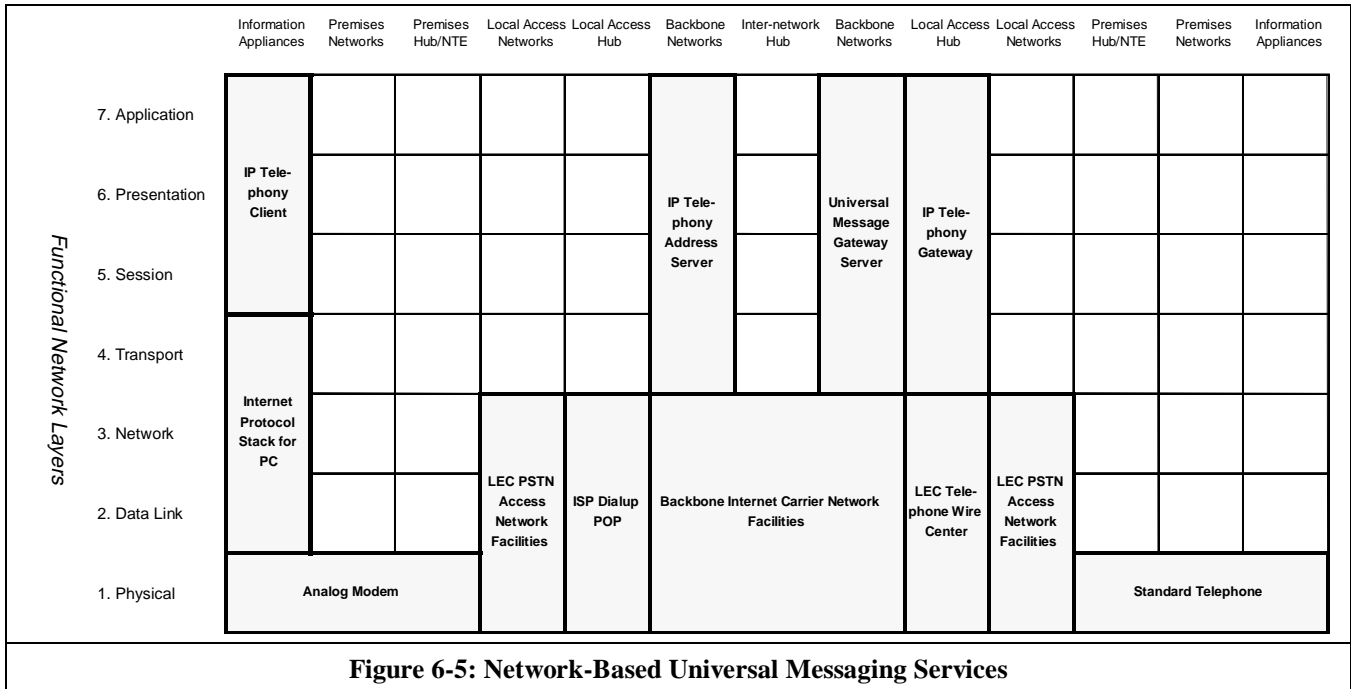 Information Appliances
Premises Networks
Premises Hub/NTE
Local Access Networks
Local Access Hub
Backbone Networks
Inter-network Hub
Backbone Networks
Local Access Hub
Local Access Networks
Premises Hub/NTE
Premises Networks
Information Appliances
Functional Network Layers
7. Application
6. Presentation
5. Session
4. Transport
3. Network
2. Data Link
1. Physical
IP Tele-
phony
Client
IP Tele-
phony
Address
Server
Universal
Message
Gateway
Server
IP Tele-
phony
Gateway
Internet
Protocol
Stack for
PC
LEC PSTN
Access
Network
Facilities
ISP Dialup
POP
Backbone Internet Carrier Network
Facilities
LEC Tele-
phone Wire
Center
LEC PSTN
Access
Network
Facilities
Analog Modem
Standard Telephone
Figure 6-5: Network-Based Universal Messaging Services